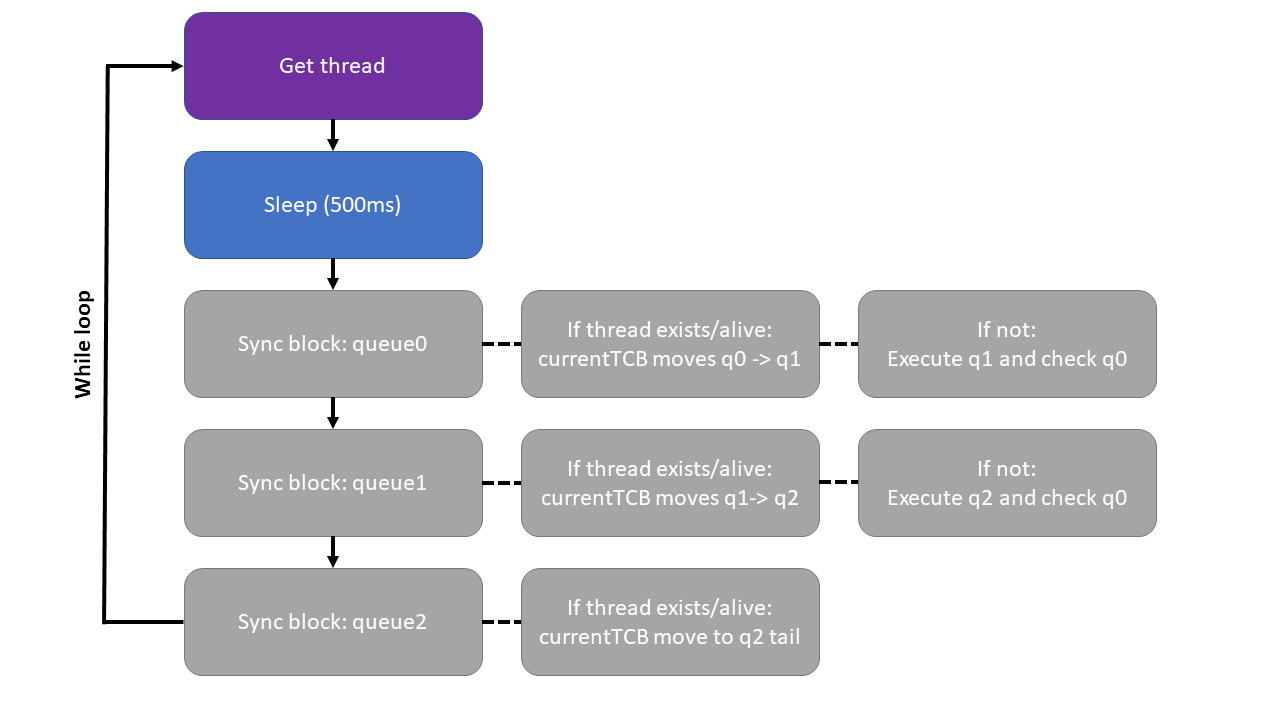 Get thread
Sleep (500ms)
While loop
Sync block: queue0
If thread exists/alive:
currentTCB moves q0 -> q1
If not:
Execute q1 and check q0
Sync block: queue1
If thread exists/alive:
currentTCB moves q1-> q2
If not:
Execute q2 and check q0
Sync block: queue2
If thread exists/alive:
currentTCB move to q2 tail